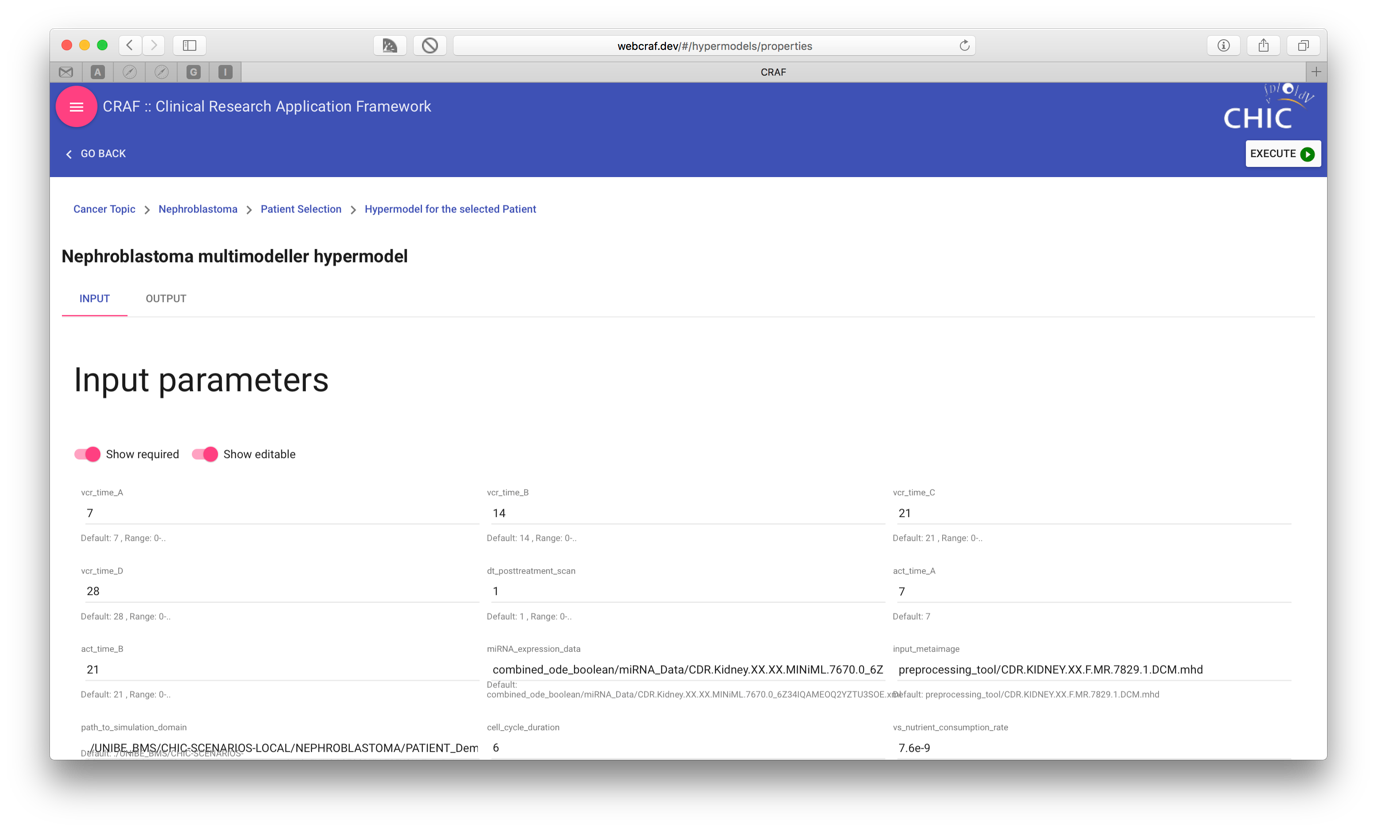 webcraf.dev/#/hypermodels/properties
A G I CRAF
CRAF :: Clinical Research Application Framework
CHIC
GO BACK EXECUTE
Cancer Topic > Nephroblastoma > Patient Selection > Hypermodel for the selected Patient
Nephroblastoma multimodeller hypermodel
INPUT OUTPUT
Input parameters
Show required Show editable
vcr_time_A vcr_time_B vcr_time_C
7 14 21
Default: 7 , Range: 0-.. Default: 14 , Range: 0-.. Default: 21 , Range: 0-..
vcr_time_D dt_posttreatment_scan act_time_A
28 1 7
Default: 28 , Range: 0-.. Default: 1 , Range: 0-.. Default: 7
act_time_B miRNA_expression_data input_metaimage
21 combined_ode_boolean/miRNA_Data/CDR.Kidney.XX.XX.MINiML.7670.0_6Z preprocessing_tool/CDR.KIDNEY.XX.F.MR.7829.1.DCM.mhd
Default:
Default: 21 , Range: 0-.. combined_ode_boolean/miRNA_Data/CDR.Kidney.XX.XX.MINiML.7670.0_6Z34IQAME0Q2YZTU3SOE.xml Default: preprocessing_tool/CDR.KIDNEY.XX.F.MR.7829.1.DCM.mhd
path_to_simulation_domain cell_cycle_duration vs_nutrient_consumption_rate
./UNIBE_BMS/CHIC-SCENARIOS-LOCAL/NEPHROBLASTOMA/PATIENT_Dem 6 7.6e-9
Default: ./UNIBE_BMS/CHIC-SCENARIOS-